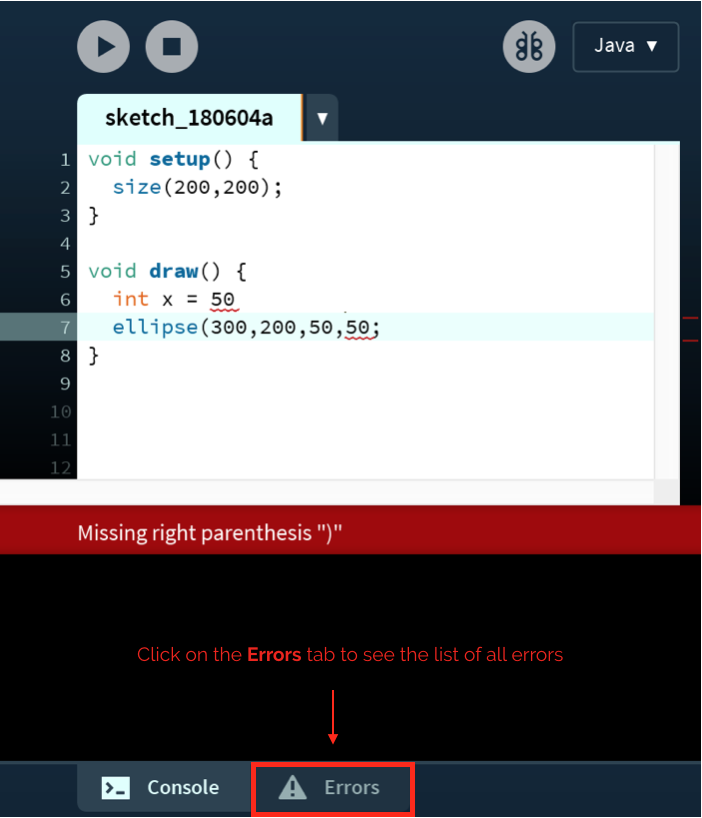 Java ▼
sketch_180604a ▼
1 void setup() {
2   size(200,200);
3 }
4
5 void draw() {
6   int x = 50
7   ellipse(300,200,50,50;
8 }
9
10
11
12
Missing right parenthesis ")"
Click on the Errors tab to see the list of all errors
Console Errors